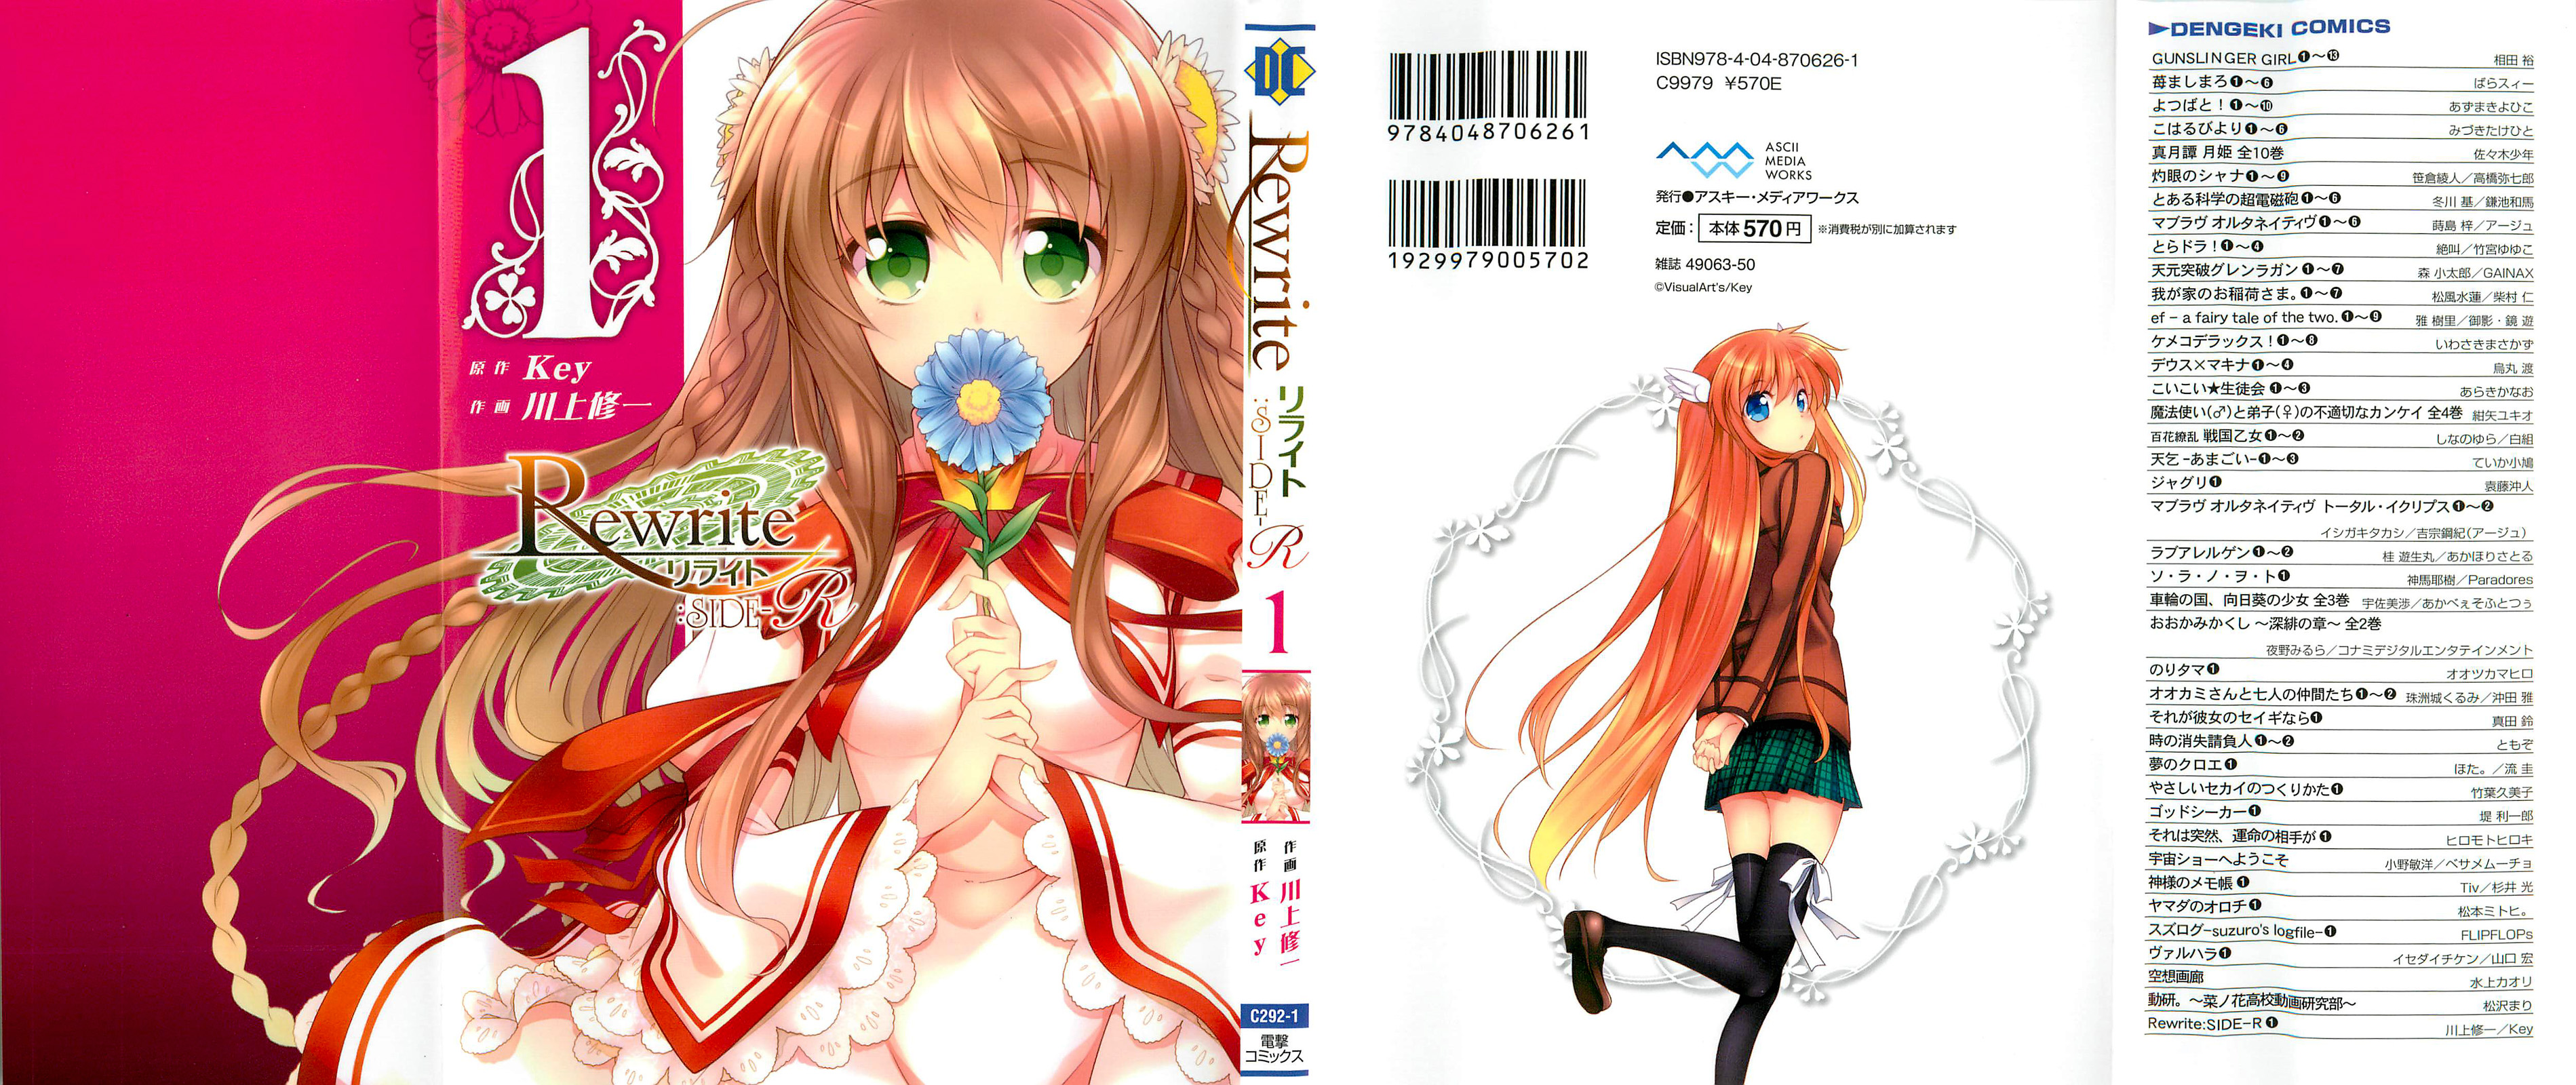 1
原作 Key
作画 川上修一
Rewrite
リライト
:SIDE-R
DC
Rewrite
リライト
:SIDE-R
1
作画 川上修一
原作 Key
C292-1
電撃
コミックス
9784048706261
1929979005702
ISBN978-4-04-870626-1
C9979 ¥570E
ASCII
MEDIA
WORKS
発行●アスキー・メディアワークス
定価：本体570円 ※消費税が別に加算されます
雑誌 49063-50
©VisualArt's/Key
▶DENGEKI COMICS
GUNSLINGER GIRL❶～⓭ 相田 裕
苺ましまろ❶～❻ ばらスィー
よつばと！❶～❿ あずまきよひこ
こはるびより❶～❻ みづきたけひと
真月譚 月姫 全10巻 佐々木少年
灼眼のシャナ❶～❾ 笹倉綾人／高橋弥七郎
とある科学の超電磁砲❶～❻ 冬川 基／鎌池和馬
マブラヴ オルタネイティヴ❶～❻ 蒔島 梓／アージュ
とらドラ！❶～❹ 絶叫／竹宮ゆゆこ
天元突破グレンラガン❶～❼ 森 小太郎／GAINAX
我が家のお稲荷さま。❶～❼ 松風水蓮／柴村 仁
ef - a fairy tale of the two.❶～❾ 雅 樹里／御影・鏡 遊
ケメコデラックス！❶～❽ いわさきまさかず
デウス×マキナ❶～❹ 烏丸 渡
こいこい★生徒会 ❶～❸ あらきかなお
魔法使い(♂)と弟子(♀)の不適切なカンケイ 全4巻 紺矢ユキオ
百花繚乱 戦国乙女❶～❷ しなのゆら／白組
天乞 -あまごい-❶～❸ ていか小鳩
ジャグリ❶ 袁藤沖人
マブラヴ オルタネイティヴ トータル・イクリプス❶～❷
イシガキタカシ／吉宗鋼紀(アージュ)
ラブアレルゲン❶～❷ 桂 遊生丸／あかほりさとる
ソ・ラ・ノ・ヲ・ト❶ 神馬耶樹／Paradores
車輪の国、向日葵の少女 全3巻 宇佐美渉／あかべぇそふとつぅ
おおかみかくし ～深緋の章～ 全2巻
夜野みるら／コナミデジタルエンタテインメント
のりタマ❶ オオツカマヒロ
オオカミさんと七人の仲間たち❶～❷ 珠洲城くるみ／沖田 雅
それが彼女のセイギなら❶ 真田 鈴
時の消失請負人❶～❷ ともぞ
夢のクロエ❶ ほた。／流 圭
やさしいセカイのつくりかた❶ 竹葉久美子
ゴッドシーカー❶ 堤 利一郎
それは突然、運命の相手が❶ ヒロモトヒロキ
宇宙ショーへようこそ 小野敏洋／ベサメムーチョ
神様のメモ帳❶ Tiv／杉井 光
ヤマダのオロチ❶ 松本ミトヒ。
スズログ-suzuro's logfile-❶ FLIPFLOPs
ヴァルハラ❶ イセダイチケン／山口 宏
空想画廊 水上カオリ
動研。～菜ノ花高校動画研究部～ 松沢まり
Rewrite:SIDE-R❶ 川上修一／Key